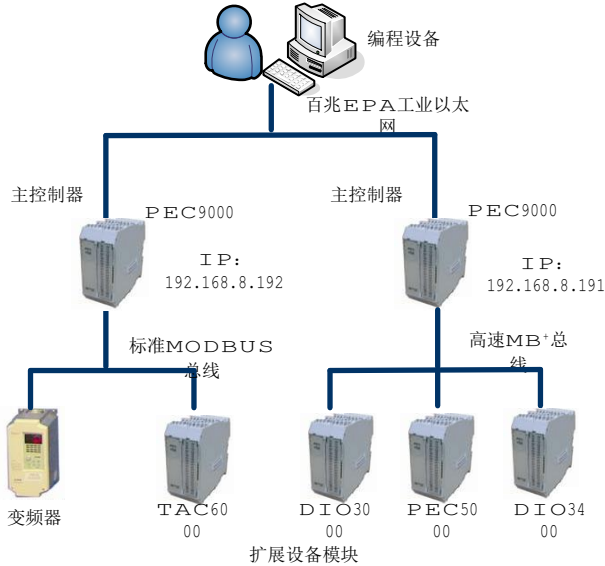 编程设备
百兆EPA工业以太
网
主控制器
PEC9000
IP:
192.168.8.192
主控制器
PEC9000
IP:
192.168.8.191
标准MODBUS
总线
高速MB+总
线
变频器
TAC60
00
DIO30
00
PEC50
00
DIO34
00
扩展设备模块